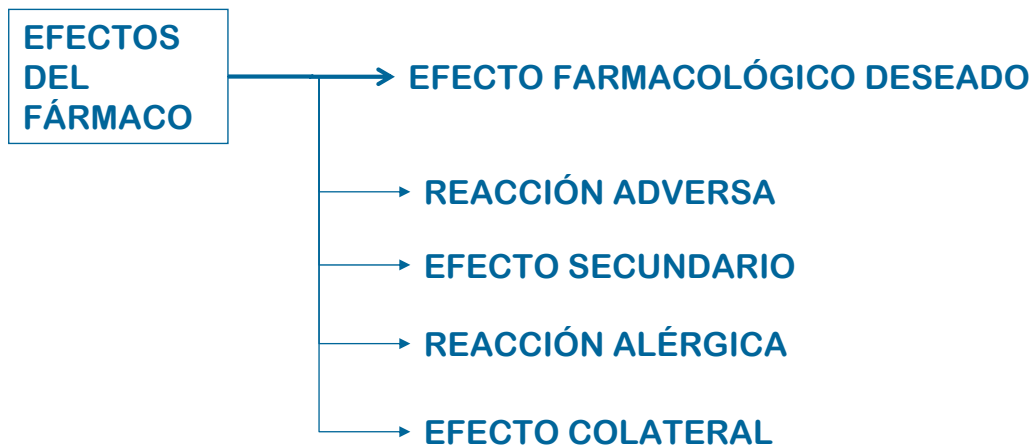 EFECTOS
DEL
FÁRMACO
EFECTO FARMACOLÓGICO DESEADO
REACCIÓN ADVERSA
EFECTO SECUNDARIO
REACCIÓN ALÉRGICA
EFECTO COLATERAL